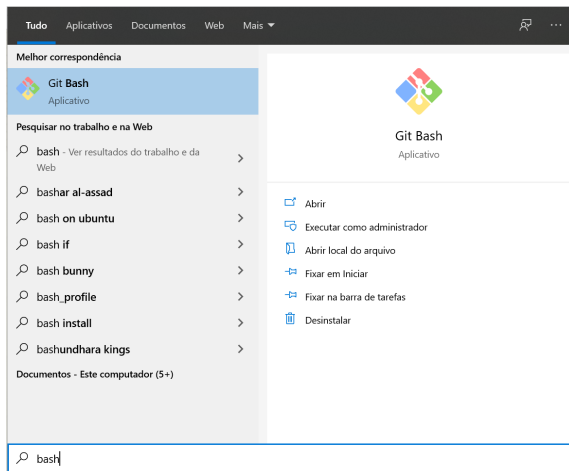 Tudo Aplicativos Documentos Web Mais
Melhor correspondência
Git Bash
Aplicativo
Pesquisar no trabalho e na Web
bash - Ver resultados do trabalho e da
Web
bashar al-assad
bash on ubuntu
bash if
bash bunny
bash_profile
bash install
bashundhara kings
Documentos - Este computador (5+)
Git Bash
Aplicativo
Abrir
Executar como administrador
Abrir local do arquivo
Fixar em Iniciar
Fixar na barra de tarefas
Desinstalar
bash